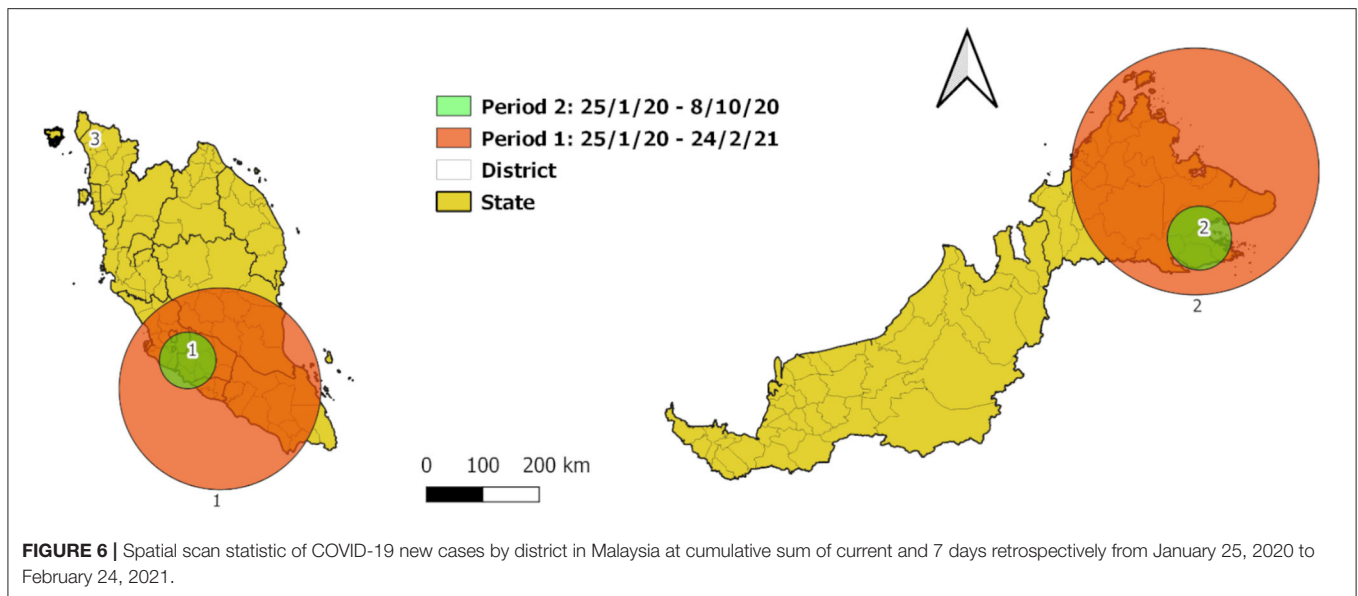 3
Period 2: 25/1/20 - 8/10/20
Period 1: 25/1/20 - 24/2/21
District
State
2
2
1
1
0 100 200 km
FIGURE 6 | Spatial scan statistic of COVID-19 new cases by district in Malaysia at cumulative sum of current and 7 days retrospectively from January 25, 2020 to
February 24, 2021.